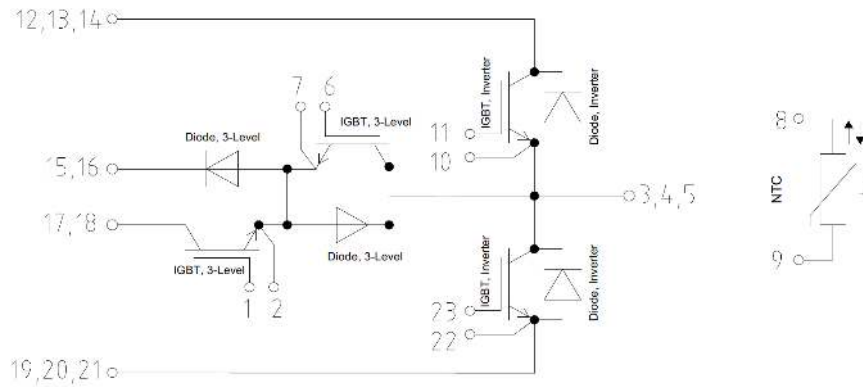 12,13,14
7
6
IGBT, 3-Level
Diode, 3-Level
15,16
17,18
IGBT, 3-Level
Diode, 3-Level
1
2
11
10
IGBT, Inverter
Diode, Inverter
3,4,5
23
22
IGBT, Inverter
Diode, Inverter
19,20,21
8
NTC
9